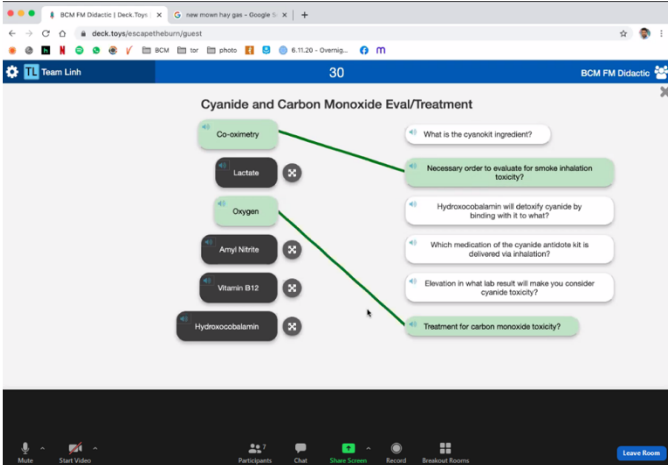 BCM FM Didactic | Deck.Toys
new mown hay gas - Google S
deck.toys/escapetheburn/guest
BCM
tor
photo
6.11.20 - Overnig...
TL Team Linh
30
BCM FM Didactic
Cyanide and Carbon Monoxide Eval/Treatment
Co-oximetry
What is the cyanokit ingredient?
Lactate
Necessary order to evaluate for smoke inhalation
toxicity?
Oxygen
Hydroxocobalamin will detoxify cyanide by
binding with it to what?
Amyl Nitrite
Which medication of the cyanide antidote kit is
delivered via inhalation?
Vitamin B12
Elevation in what lab result will make you consider
cyanide toxicity?
Hydroxocobalamin
Treatment for carbon monoxide toxicity?
Mute
Start Video
7
Participants
Chat
Share Screen
Record
Breakout Rooms
Leave Room